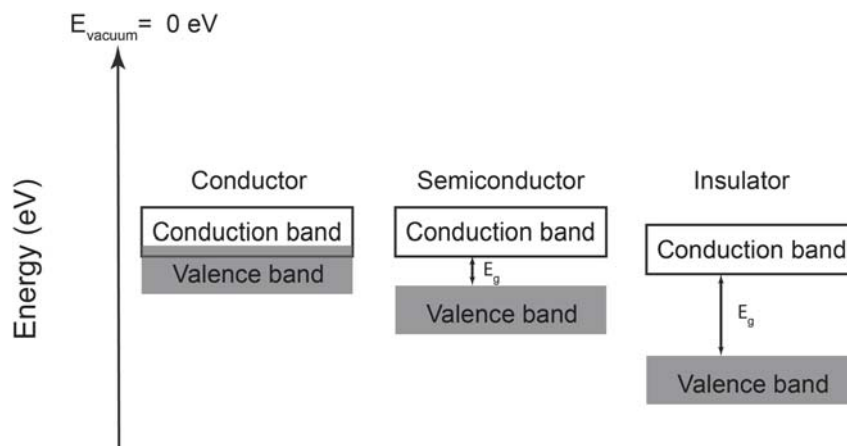 E_vacuum = 0 eV
Energy (eV)
Conductor
Conduction band
Valence band
Semiconductor
Conduction band
E_g
Valence band
Insulator
Conduction band
E_g
Valence band